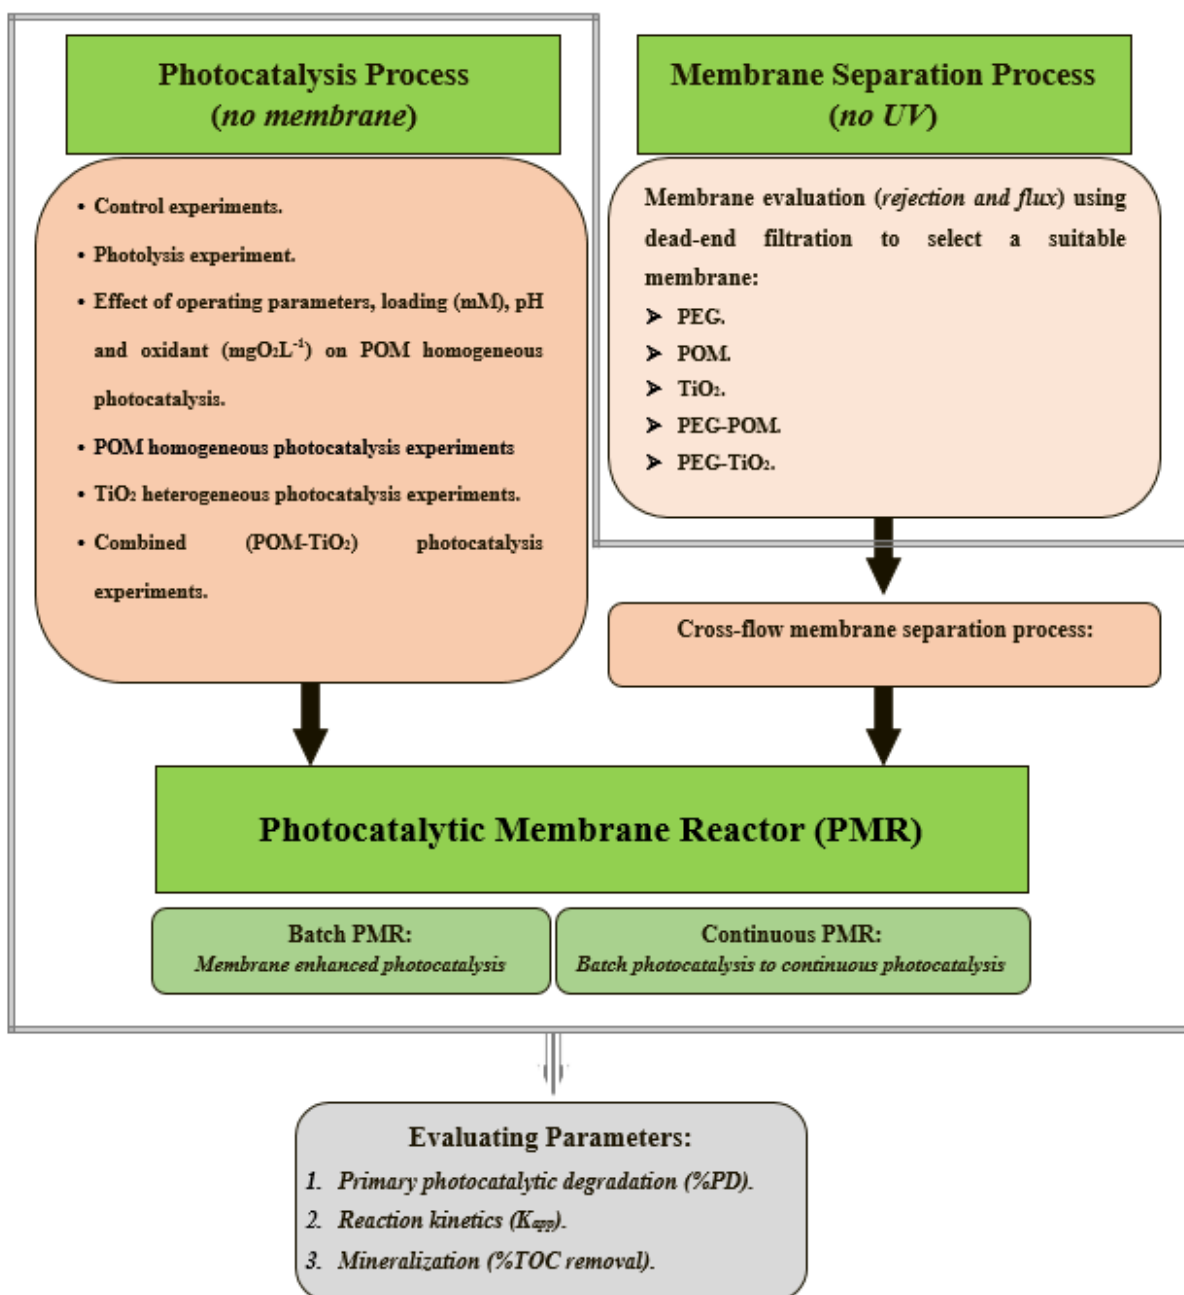 Photocatalysis Process
(no membrane)
• Control experiments.
• Photolysis experiment.
• Effect of operating parameters, loading (mM), pH
and oxidant (mgO₂L⁻¹) on POM homogeneous
photocatalysis.
• POM homogeneous photocatalysis experiments
• TiO₂ heterogeneous photocatalysis experiments.
• Combined (POM-TiO₂) photocatalysis
experiments.
Membrane Separation Process
(no UV)
Membrane evaluation (rejection and flux) using
dead-end filtration to select a suitable
membrane:
➤ PEG.
➤ POM.
➤ TiO₂.
➤ PEG-POM.
➤ PEG-TiO₂.
Cross-flow membrane separation process:
Photocatalytic Membrane Reactor (PMR)
Batch PMR:
Membrane enhanced photocatalysis
Continuous PMR:
Batch photocatalysis to continuous photocatalysis
Evaluating Parameters:
1. Primary photocatalytic degradation (%PD).
2. Reaction kinetics (Kapp).
3. Mineralization (%TOC removal).